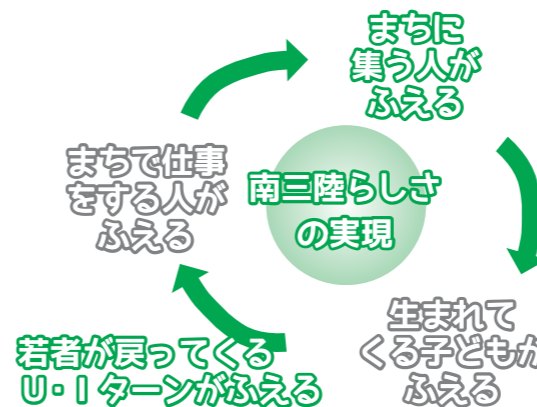 まちに
集う人が
ふえる
まちで仕事
をする人が
ふえる
南三陸らしさ
の実現
生まれて
くる子どもが
ふえる
若者が戻ってくる
U・Iターンがふえる